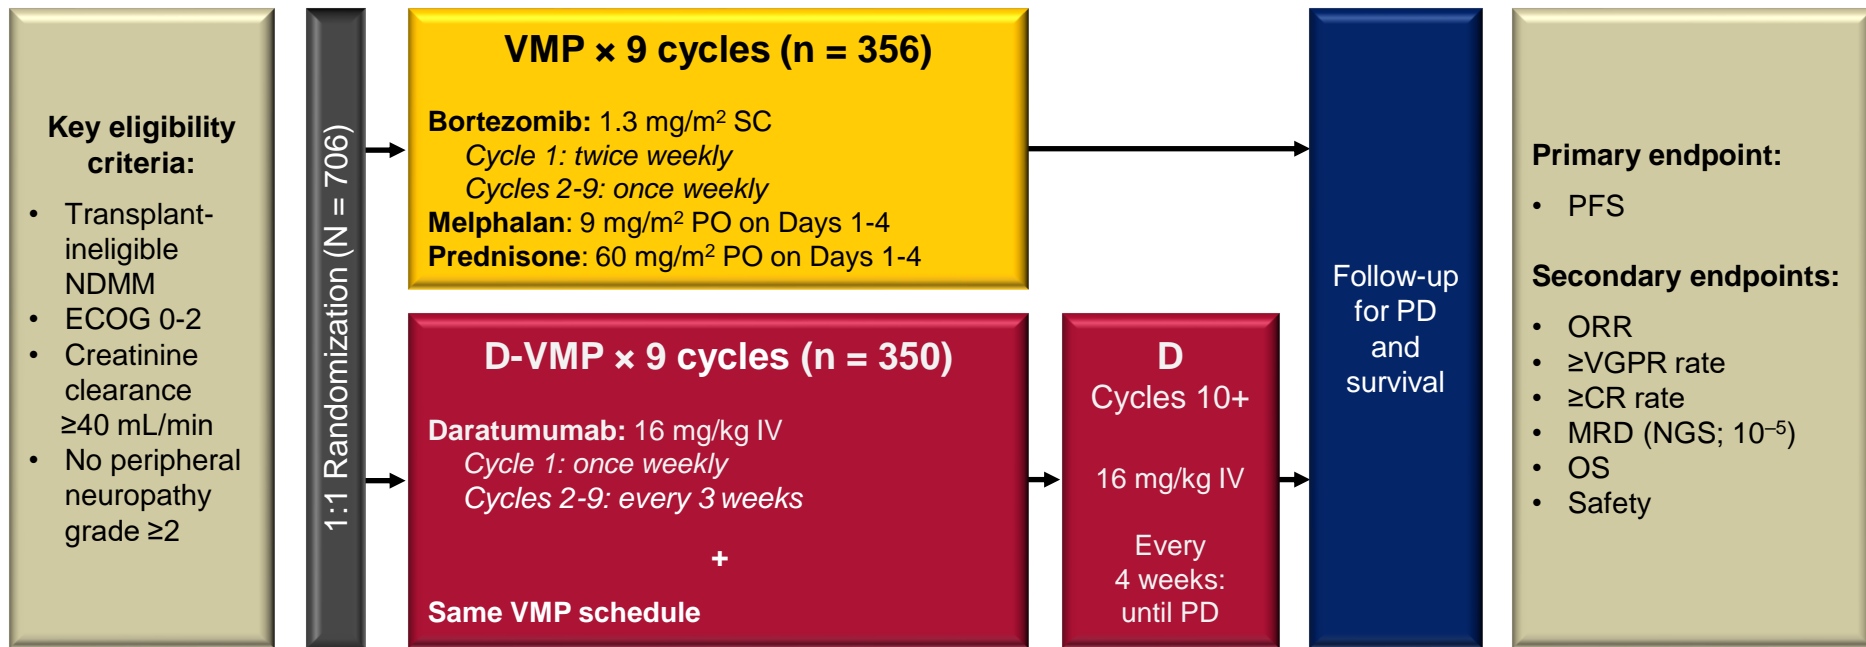 Key eligibility
criteria:
• Transplant-
ineligible
NDMM
• ECOG 0-2
• Creatinine
clearance
≥40 mL/min
• No peripheral
neuropathy
grade ≥2
1:1 Randomization (N = 706)
VMP × 9 cycles (n = 356)
Bortezomib: 1.3 mg/m² SC
Cycle 1: twice weekly
Cycles 2-9: once weekly
Melphalan: 9 mg/m² PO on Days 1-4
Prednisone: 60 mg/m² PO on Days 1-4
D-VMP × 9 cycles (n = 350)
Daratumumab: 16 mg/kg IV
Cycle 1: once weekly
Cycles 2-9: every 3 weeks
+
Same VMP schedule
D
Cycles 10+
16 mg/kg IV
Every
4 weeks:
until PD
Follow-up
for PD
and
survival
Primary endpoint:
• PFS
Secondary endpoints:
• ORR
• ≥VGPR rate
• ≥CR rate
• MRD (NGS; 10⁻⁵)
• OS
• Safety